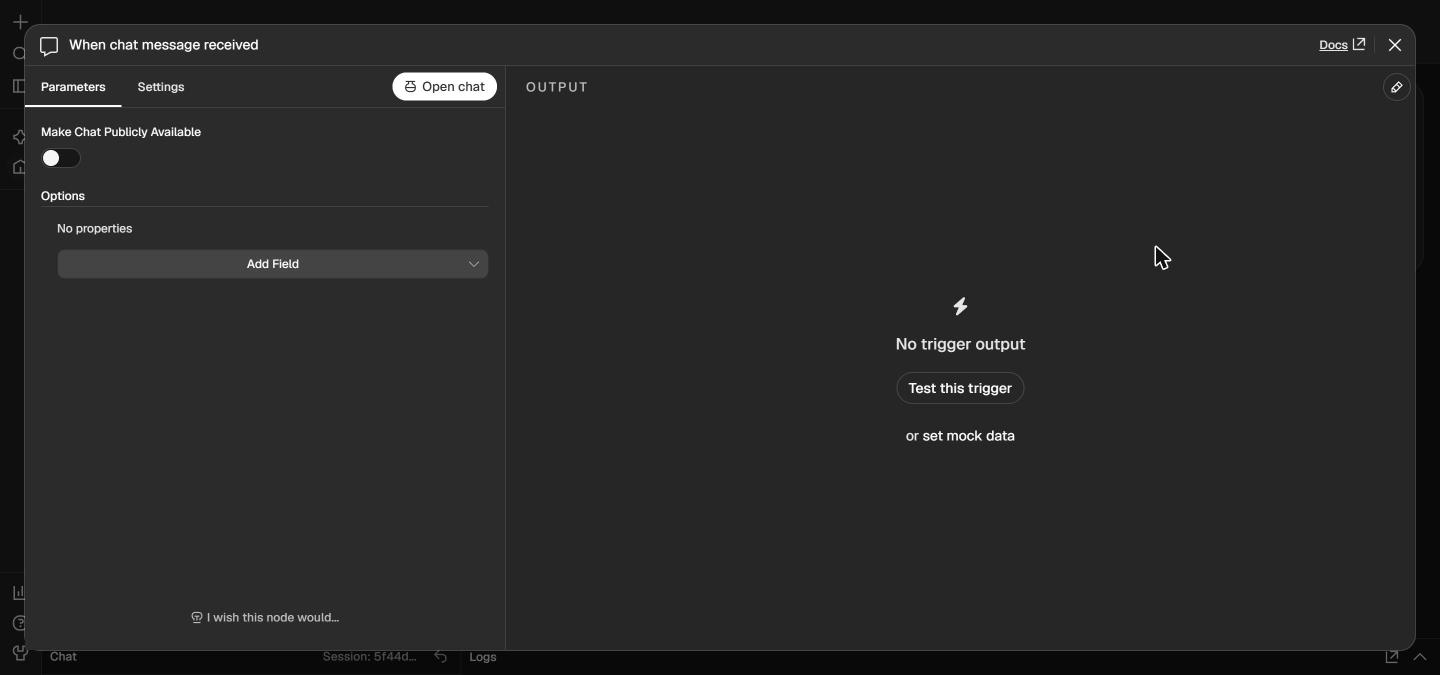 When chat message received
Docs
Parameters
Settings
Open chat
OUTPUT
Make Chat Publicly Available
Options
No properties
Add Field
No trigger output
Test this trigger
or set mock data
I wish this node would...
Chat
Session: 5f44d...
Logs